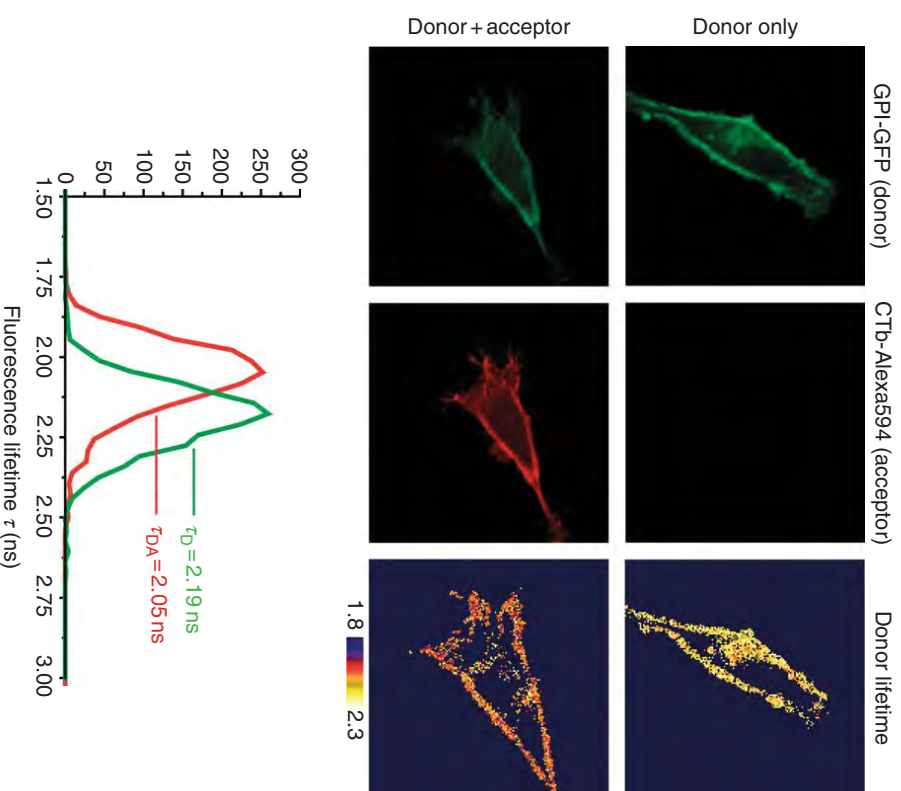 Donor + acceptor
Donor only
GPI-GFP (donor)
CTb-Alexa594 (acceptor)
Donor lifetime
1.8
2.3
300
250
200
150
100
50
0
1.50
1.75
2.00
2.25
2.50
2.75
3.00
τD = 2.19 ns
τDA = 2.05 ns
Fluorescence lifetime τ (ns)